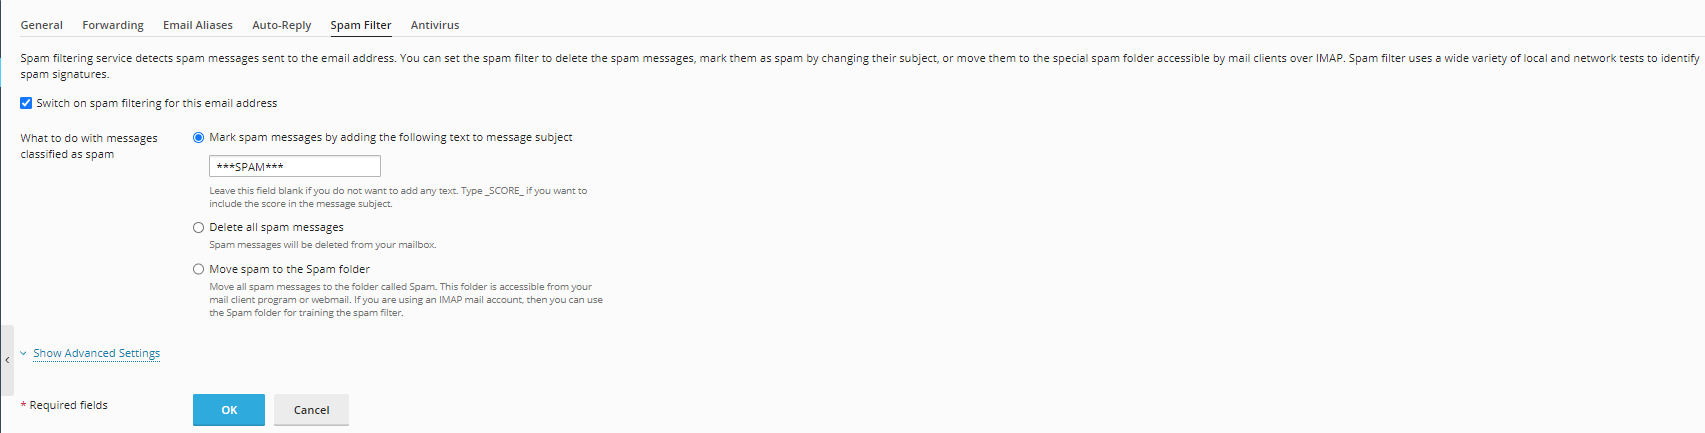 General Forwarding Email Aliases Auto-Reply Spam Filter Antivirus
Spam filtering service detects spam messages sent to the email address. You can set the spam filter to delete the spam messages, mark them as spam by changing their subject, or move them to the special spam folder accessible by mail clients over IMAP. Spam filter uses a wide variety of local and network tests to identify
spam signatures.
Switch on spam filtering for this email address
What to do with messages
classified as spam
Mark spam messages by adding the following text to message subject
***SPAM***
Leave this field blank if you do not want to add any text. Type _SCORE_ if you want to
include the score in the message subject.
Delete all spam messages
Spam messages will be deleted from your mailbox.
Move spam to the Spam folder
Move all spam messages to the folder called Spam. This folder is accessible from your
mail client program or webmail. If you are using an IMAP mail account, then you can use
the Spam folder for training the spam filter.
Show Advanced Settings
* Required fields
OK Cancel